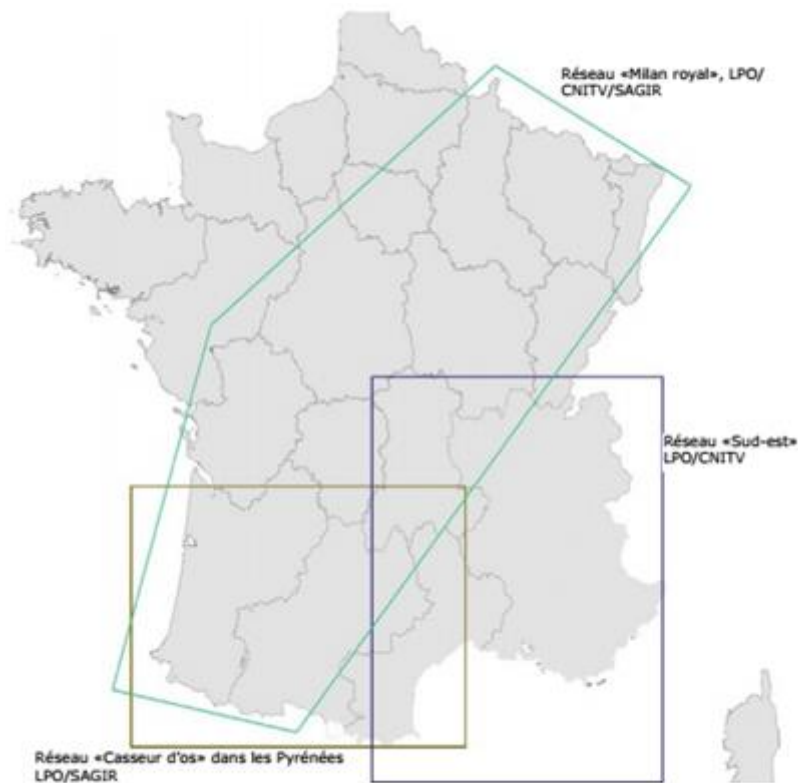 Réseau «Milan royal», LPO/
CNITV/SAGIR
Réseau «Sud-est»
LPO/CNITV
Réseau «Casseur d'os» dans les Pyrénées
LPO/SAGIR